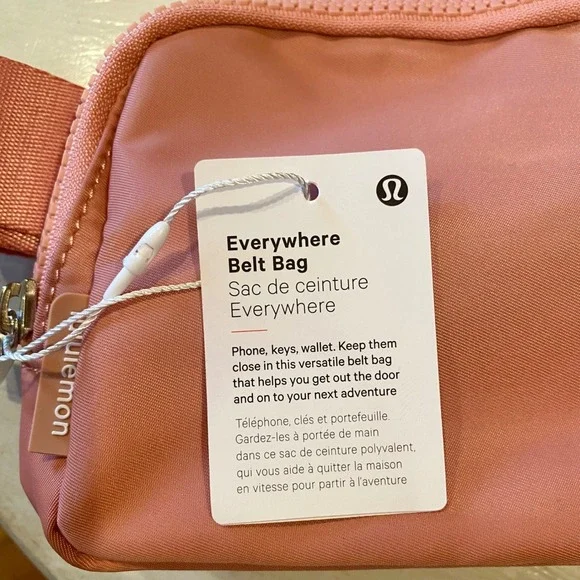 Everywhere
Belt Bag
Sac de ceinture
Everywhere
Phone, keys, wallet. Keep them
close in this versatile belt bag
that helps you get out the door
and on to your next adventure
Téléphone, clés et portefeuille.
Gardez-les à portée de main
dans ce sac de ceinture polyvalent,
qui vous aide à quitter la maison
en vitesse pour partir à l'aventure